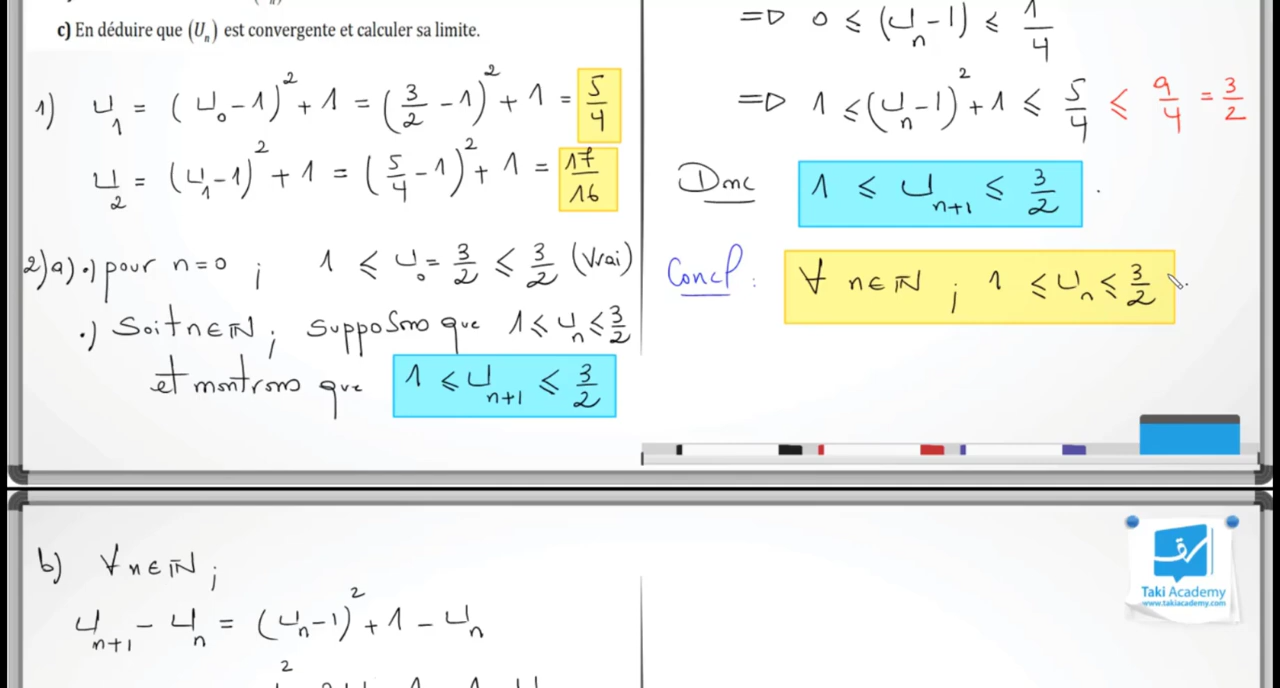 c) En déduire que (Uₙ) est convergente et calculer sa limite.
1) U₁ = (U₀ - 1)² + 1 = (3/2 - 1)² + 1 = 5/4
U₂ = (U₁ - 1)² + 1 = (5/4 - 1)² + 1 = 17/16
2)a) •) pour n = 0 ; 1 ≤ U₀ = 3/2 ≤ 3/2 (Vrai)
•) Soit n ∈ ℕ ; supposons que 1 ≤ Uₙ ≤ 3/2
et montrons que 1 ≤ Uₙ₊₁ ≤ 3/2
⇒ 0 ≤ (Uₙ - 1) ≤ 1/4
⇒ 1 ≤ (Uₙ - 1)² + 1 ≤ 5/4 ≤ 9/4 = 3/2
Donc 1 ≤ Uₙ₊₁ ≤ 3/2 .
Concl : ∀ n ∈ ℕ ; 1 ≤ Uₙ ≤ 3/2
b) ∀ n ∈ ℕ ;
Uₙ₊₁ - Uₙ = (Uₙ - 1)² + 1 - Uₙ
Taki Academy
www.takiacademy.com